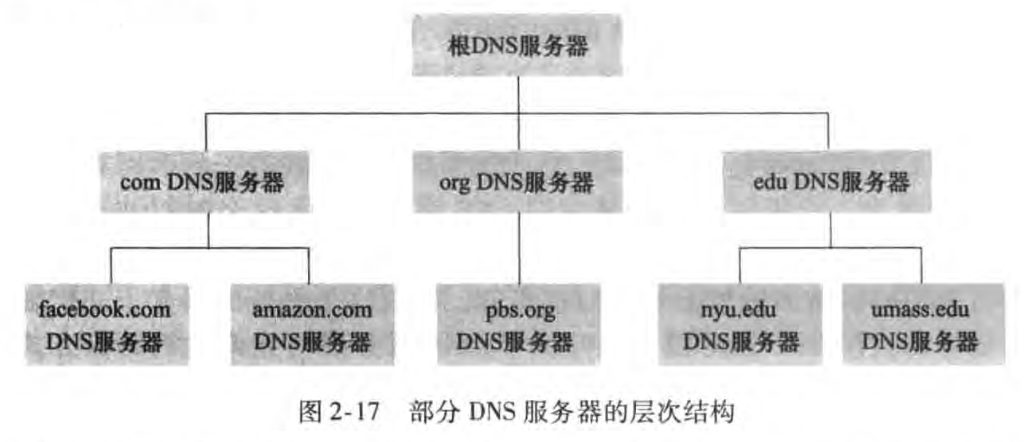 根DNS服务器
com DNS服务器
org DNS服务器
edu DNS服务器
facebook.com
DNS服务器
amazon.com
DNS服务器
pbs.org
DNS服务器
nyu.edu
DNS服务器
umass.edu
DNS服务器
图 2-17 部分 DNS 服务器的层次结构